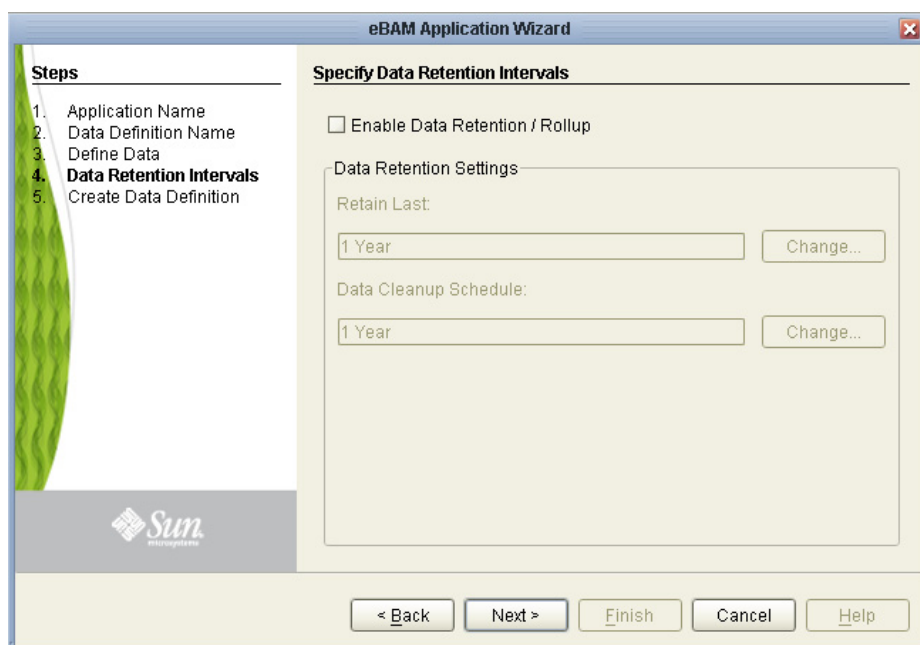 eBAM Application Wizard
Steps
1. Application Name
2. Data Definition Name
3. Define Data
4. Data Retention Intervals
5. Create Data Definition
Sun
microsystems
Specify Data Retention Intervals
Enable Data Retention / Rollup
Data Retention Settings
Retain Last:
1 Year
Change...
Data Cleanup Schedule:
1 Year
Change...
< Back
Next >
Finish
Cancel
Help